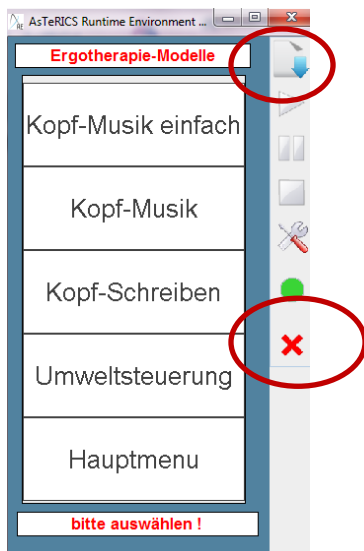 AsTeRICS Runtime Environment ...
Ergotherapie-Modelle
Kopf-Musik einfach
Kopf-Musik
Kopf-Schreiben
Umweltsteuerung
Hauptmenu
bitte auswählen !